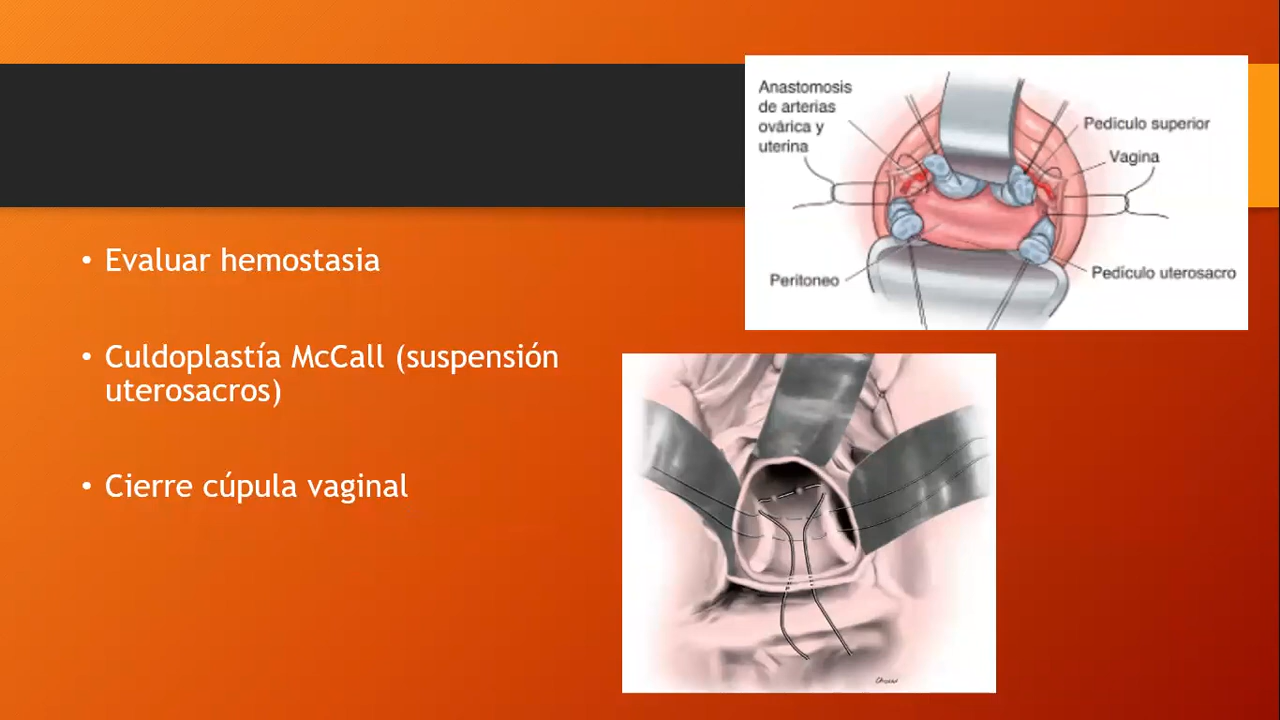 Anastomosis
de arterias
ovárica y
uterina
Pedículo superior
Vagina
Peritoneo
Pedículo uterosacro
• Evaluar hemostasia
• Culdoplastía McCall (suspensión
uterosacros)
• Cierre cúpula vaginal